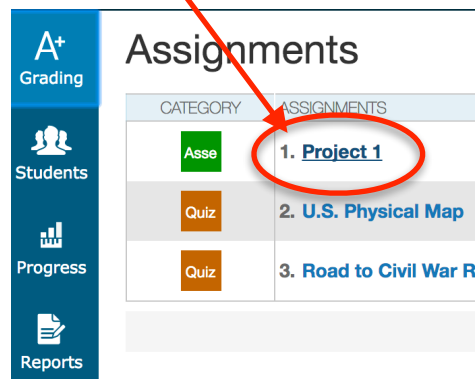 A+
Grading
Students
Progress
Reports
Assignments
CATEGORY ASSIGNMENTS
Asse 1. Project 1
Quiz 2. U.S. Physical Map
Quiz 3. Road to Civil War R